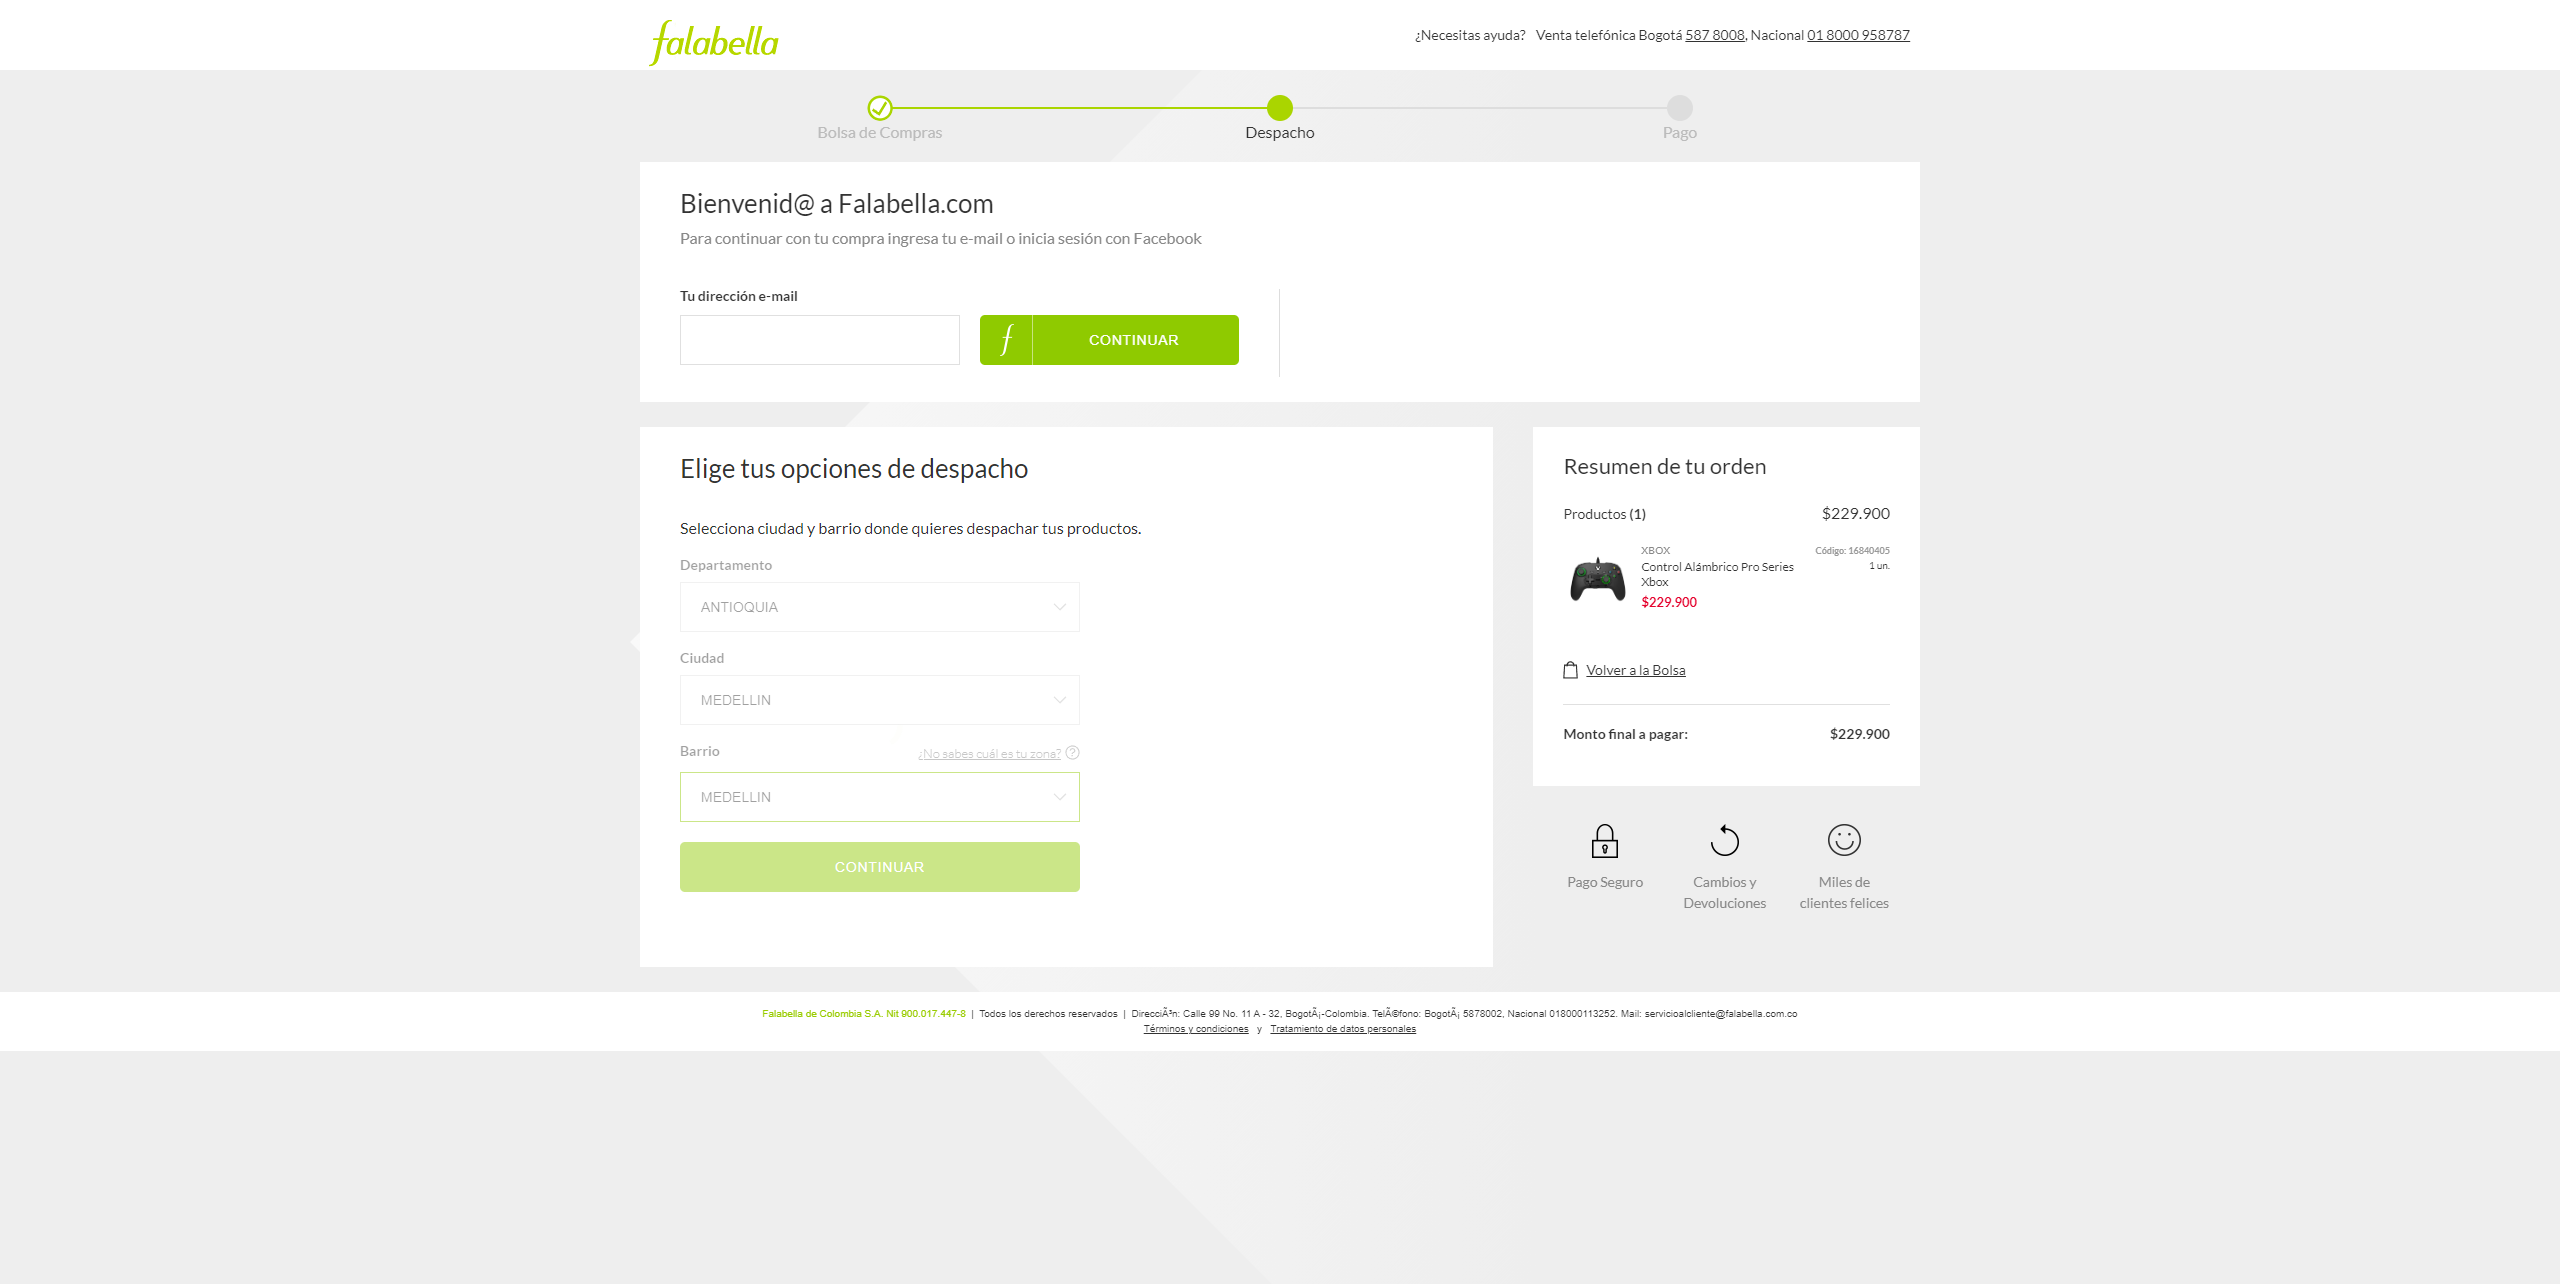 falabella
¿Necesitas ayuda? Venta telefónica Bogotá 587 8008, Nacional 01 8000 958787
Bolsa de Compras
Despacho
Pago
Bienvenid@ a Falabella.com
Para continuar con tu compra ingresa tu e-mail o inicia sesión con Facebook
Tu dirección e-mail
f CONTINUAR
Elige tus opciones de despacho
Selecciona ciudad y barrio donde quieres despachar tus productos.
Departamento
ANTIOQUIA
Ciudad
MEDELLIN
Barrio
¿No sabes cuál es tu zona? ?
MEDELLIN
CONTINUAR
Resumen de tu orden
Productos (1) $229.900
XBOX Código: 16840405
Control Alámbrico Pro Series 1 un.
Xbox
$229.900
Volver a la Bolsa
Monto final a pagar: $229.900
Pago Seguro
Cambios y
Devoluciones
Miles de
clientes felices
Falabella de Colombia S.A. Nit 900.017.447-8 | Todos los derechos reservados | DirecciÃ³n: Calle 99 No. 11 A - 32, BogotÃ¡-Colombia. TelÃ©fono: BogotÃ¡ 5878002, Nacional 018000113252. Mail: servicioalcliente@falabella.com.co
Términos y condiciones y Tratamiento de datos personales